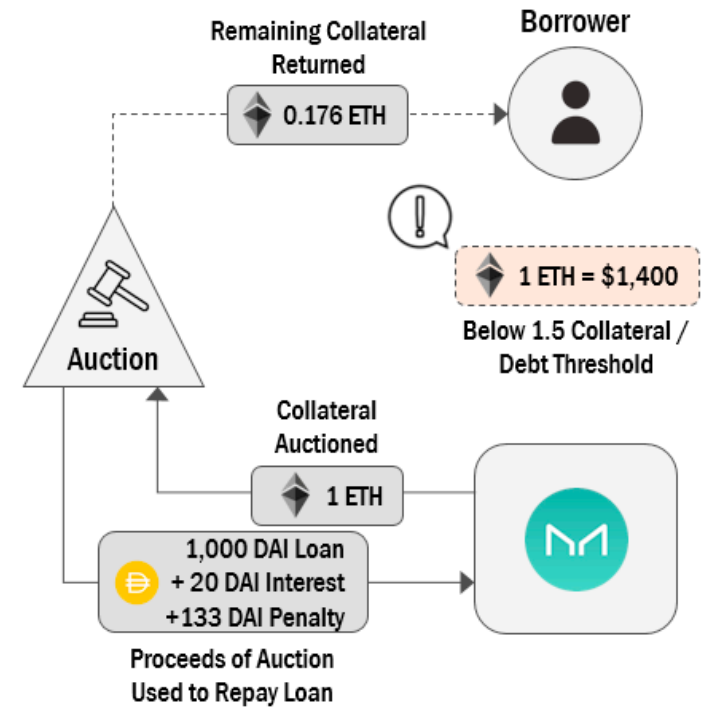 Borrower
Remaining Collateral
Returned
0.176 ETH
!
1 ETH = $1,400
Below 1.5 Collateral /
Debt Threshold
Auction
Collateral
Auctioned
1 ETH
1,000 DAI Loan
+ 20 DAI Interest
+133 DAI Penalty
Proceeds of Auction
Used to Repay Loan